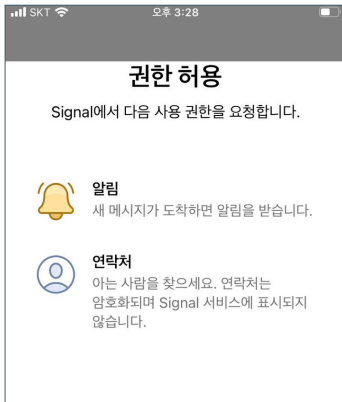 SKT 오후 3:28
권한 허용
Signal에서 다음 사용 권한을 요청합니다.
알림
새 메시지가 도착하면 알림을 받습니다.
연락처
아는 사람을 찾으세요. 연락처는
암호화되며 Signal 서비스에 표시되지
않습니다.